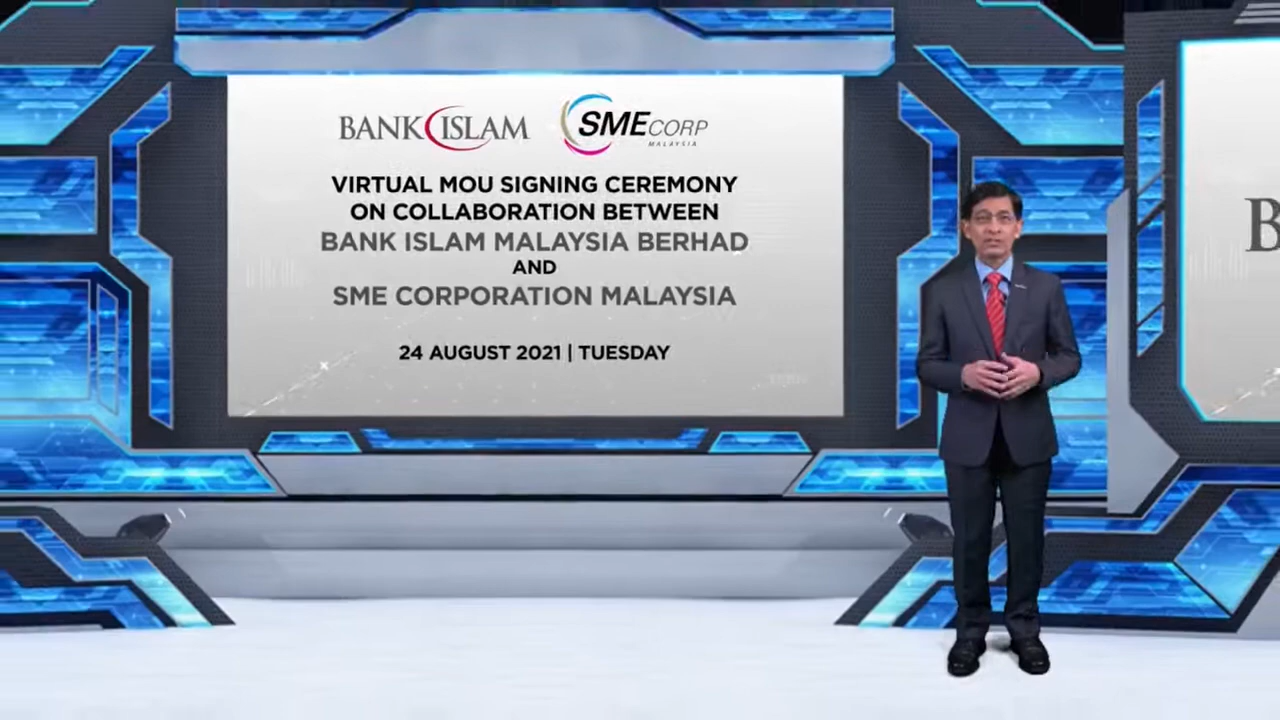 BANK ISLAM
SME CORP
MALAYSIA
VIRTUAL MOU SIGNING CEREMONY
ON COLLABORATION BETWEEN
BANK ISLAM MALAYSIA BERHAD
AND
SME CORPORATION MALAYSIA
24 AUGUST 2021 | TUESDAY
B